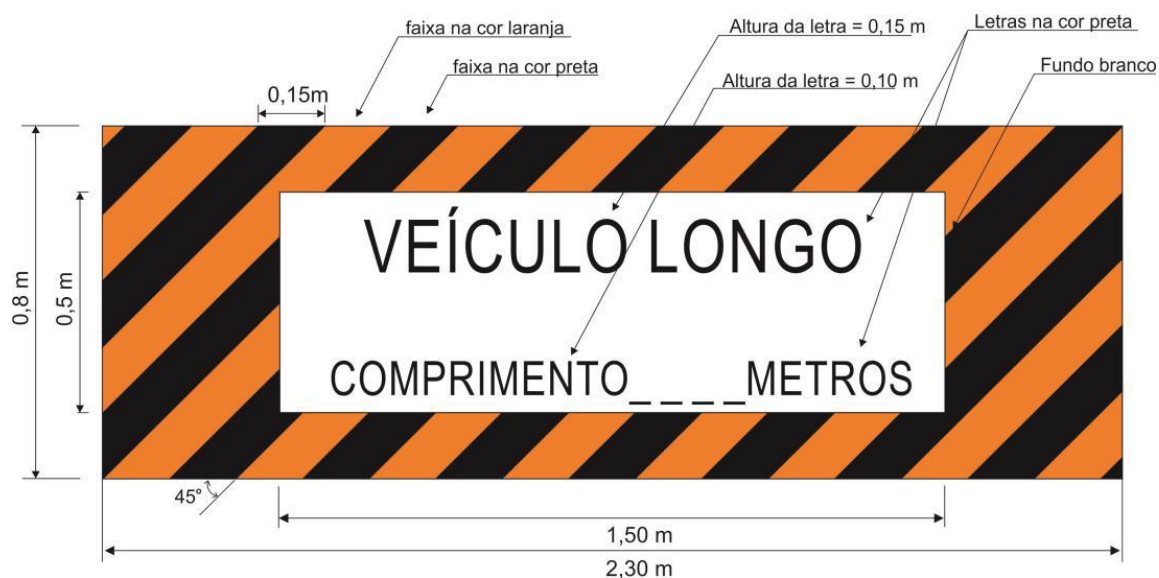 faixa na cor laranja
Altura da letra = 0,15 m
Letras na cor preta
faixa na cor preta
Altura da letra = 0,10 m
Fundo branco
0,15m
0,8 m
0,5 m
VEÍCULO LONGO
COMPRIMENTO_ _ _ _METROS
45º
1,50 m
2,30 m